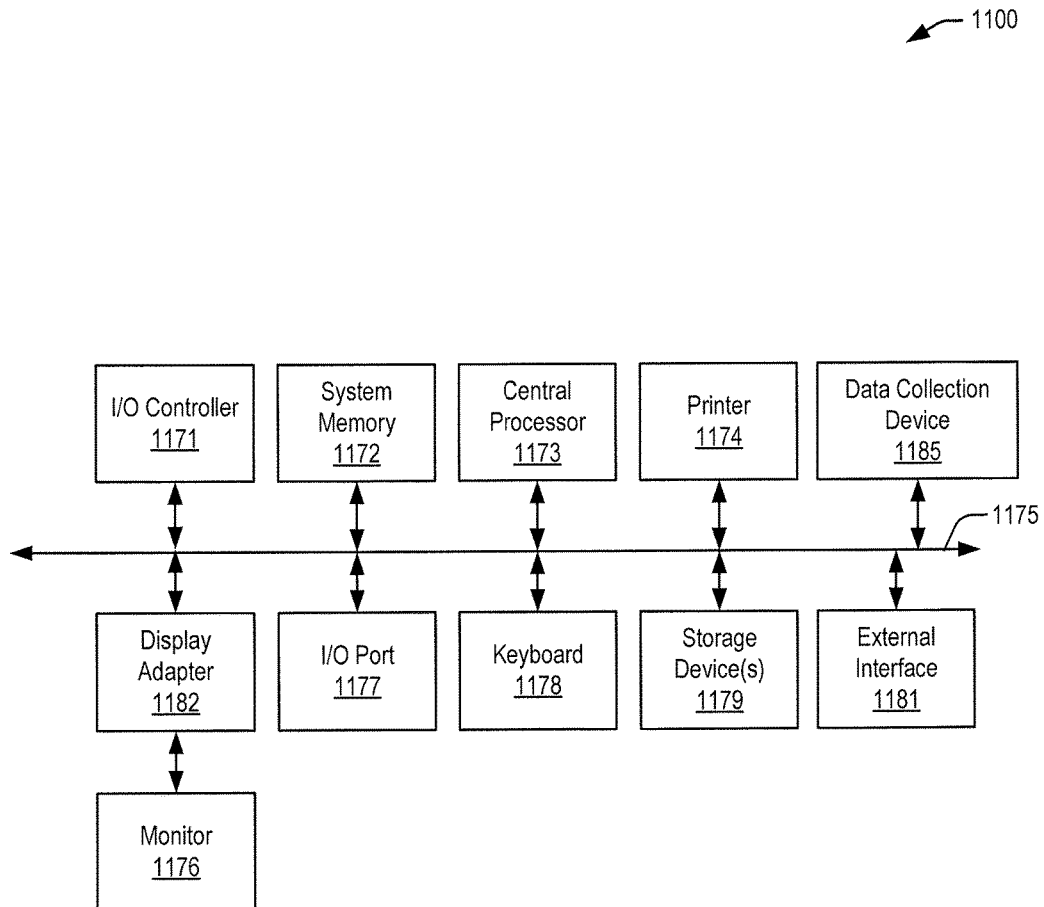 1100
I/O Controller
1171
System
Memory
1172
Central
Processor
1173
Printer
1174
Data Collection
Device
1185
1175
Display
Adapter
1182
I/O Port
1177
Keyboard
1178
Storage
Device(s)
1179
External
Interface
1181
Monitor
1176